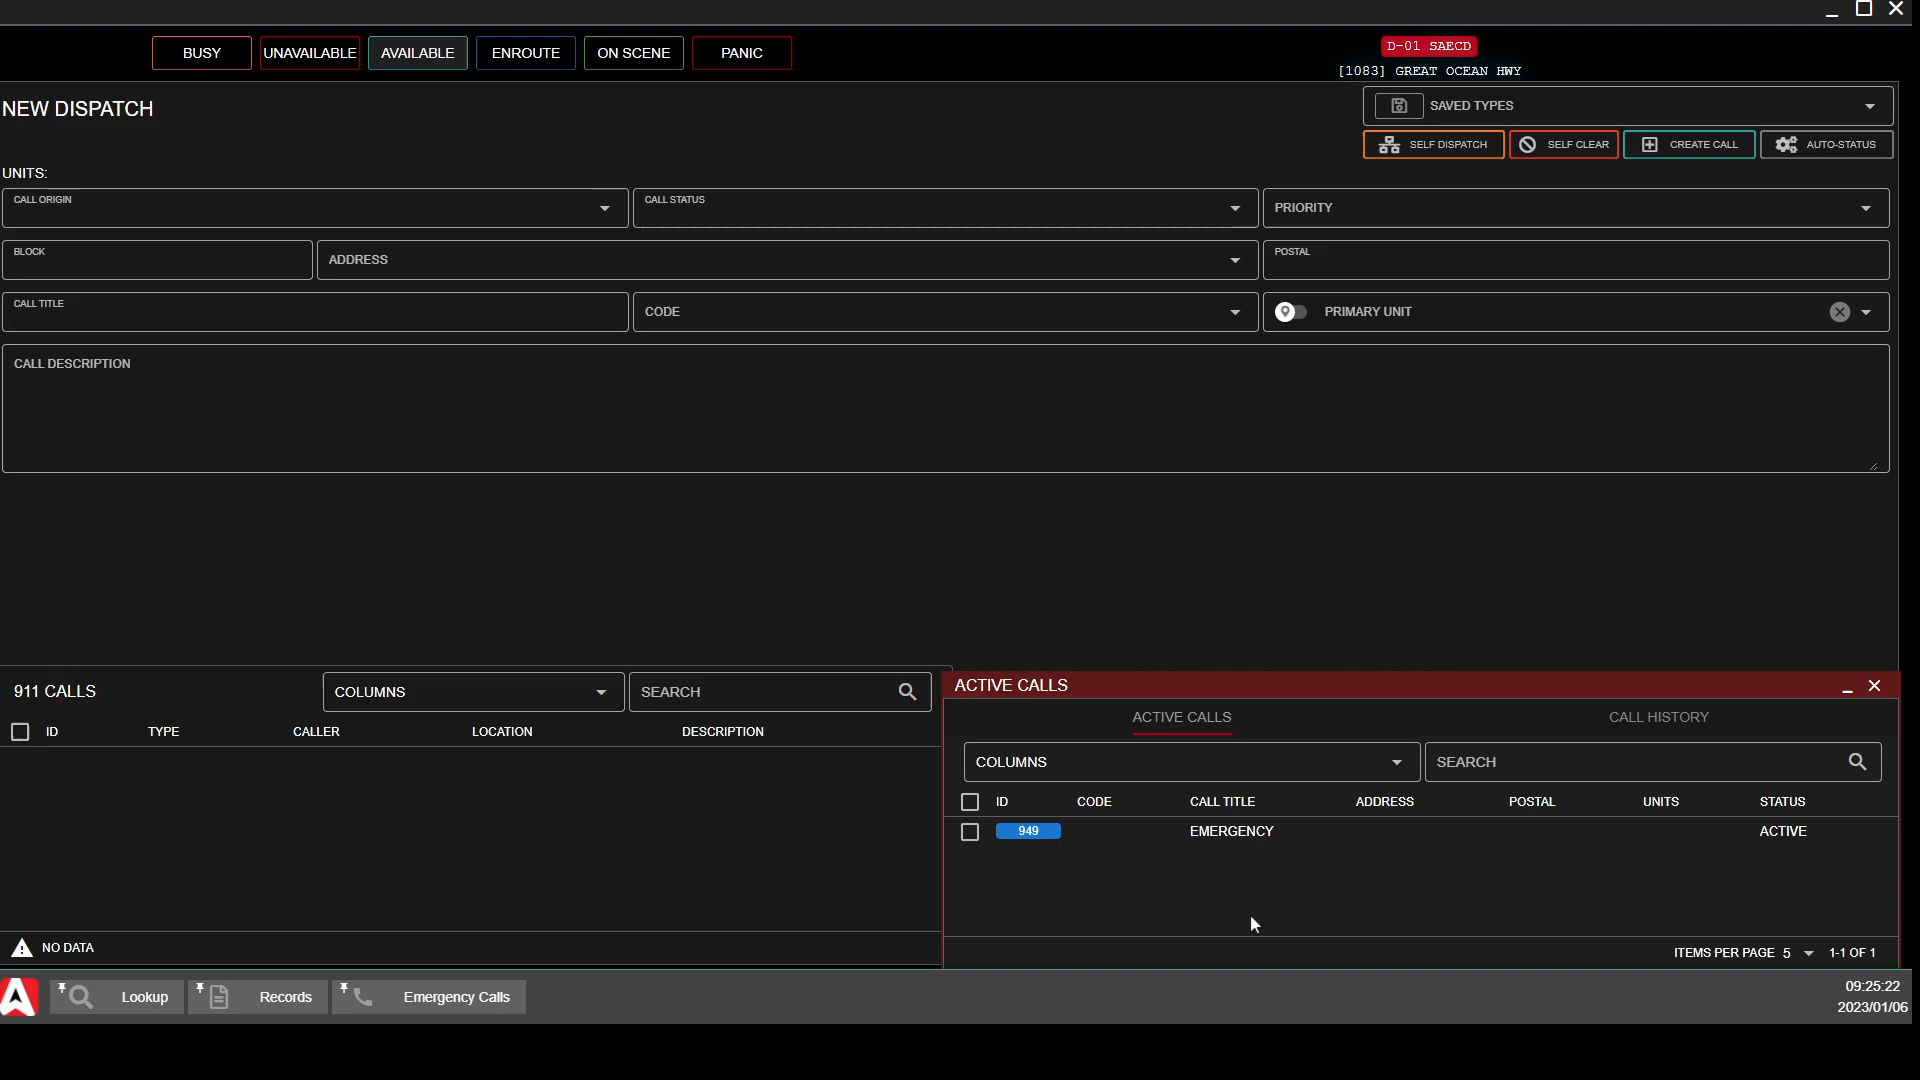 BUSY UNAVAILABLE AVAILABLE ENROUTE ON SCENE PANIC
D-01 SAECD
[1083] GREAT OCEAN HWY
NEW DISPATCH
SAVED TYPES
SELF DISPATCH SELF CLEAR CREATE CALL AUTO-STATUS
UNITS:
CALL ORIGIN CALL STATUS PRIORITY
BLOCK ADDRESS POSTAL
CALL TITLE CODE PRIMARY UNIT
CALL DESCRIPTION
911 CALLS COLUMNS SEARCH
ID TYPE CALLER LOCATION DESCRIPTION
NO DATA
ACTIVE CALLS
ACTIVE CALLS CALL HISTORY
COLUMNS SEARCH
ID CODE CALL TITLE ADDRESS POSTAL UNITS STATUS
949 EMERGENCY ACTIVE
ITEMS PER PAGE 5 1-1 OF 1
Lookup Records Emergency Calls
09:25:22
2023/01/06